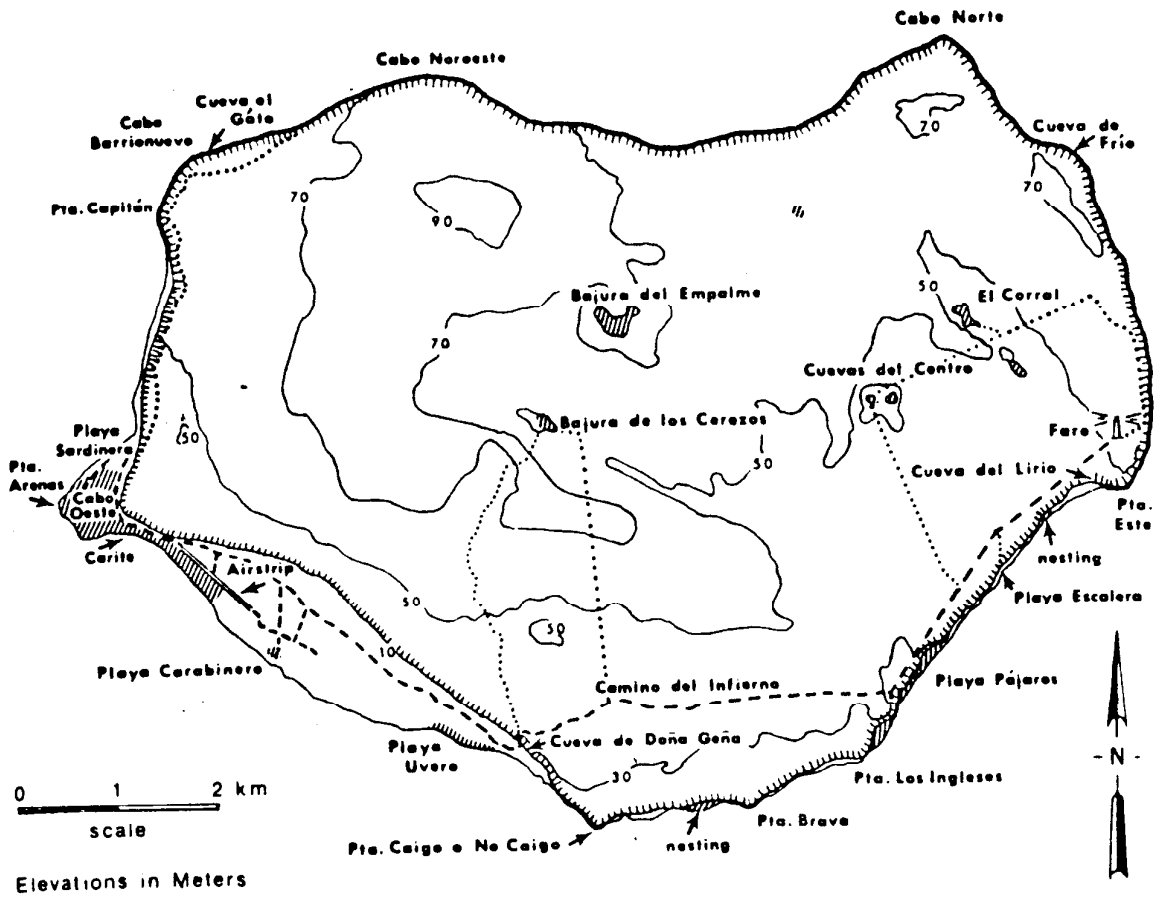 Cabo Norte
Cabo Noroeste
Cueva el
Gato
Cabo
Barrionuevo
Cueva de
Frío
70
70
70
Pta. Capitán
90
50
Bajura del Empalme
El Corral
70
Cuevas del Centro
Playa
Sardinera
50
Bajura de los Cerezos
Faro
Pta.
Arenas
50
Cueva del Lirio
Cabo
Oeste
Pta.
Este
Carite
nesting
Airstrip
50
Playa Escalera
50
10
Playa Carabinero
Camino del Infierno
Playa Pájaros
Playa
Uvero
Cueva de Doña Geña
30
N
Pta. Los Ingleses
0 1 2 km
scale
Pta. Brava
Pta. Caigo o No Caigo
nesting
Elevations in Meters